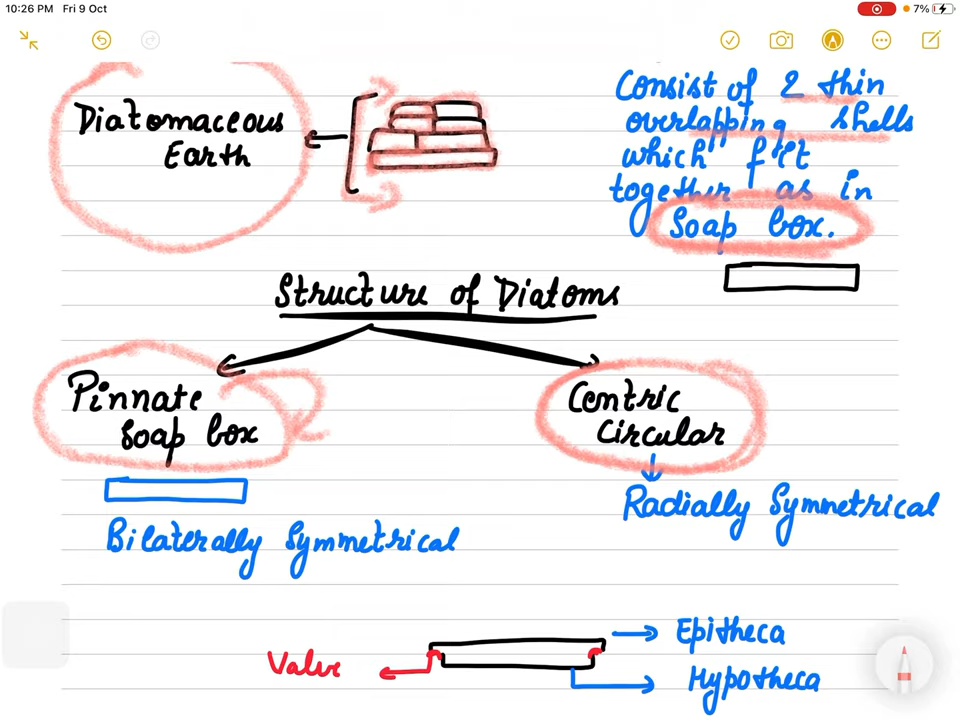 10:26 PM Fri 9 Oct
7%
Diatomaceous
Earth
Consist of 2 thin
overlapping shells
which fit
together as in
Soap box.
Structure of Diatoms
Pinnate
Soap box
Centric
Circular
Radially Symmetrical
Bilaterally Symmetrical
Epitheca
Valve
Hypotheca